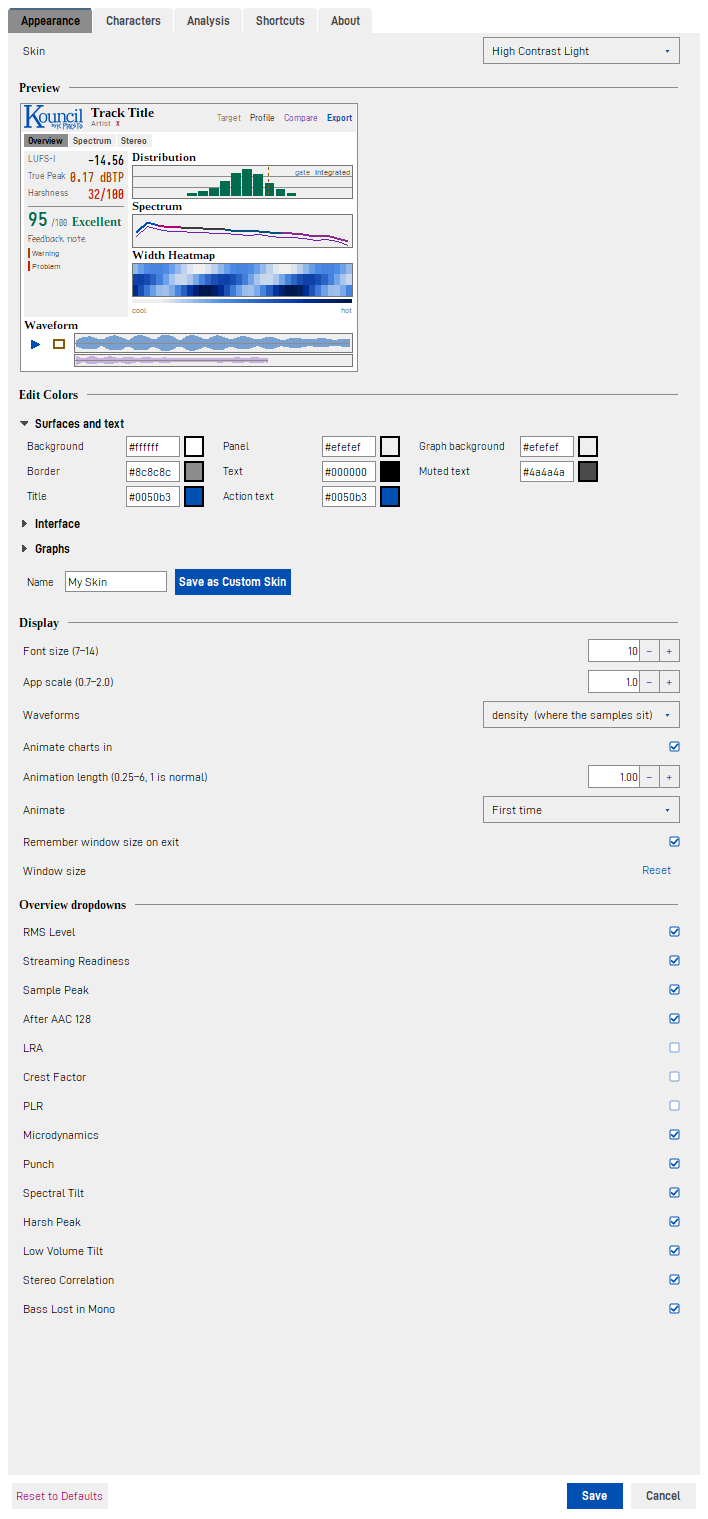 Appearance Characters Analysis Shortcuts About
Skin High Contrast Light
Preview
Kouncil
by K Presto
Track Title
Artist x
Target Profile Compare Export
Overview Spectrum Stereo
LUFS-I -14.56
True Peak 0.17 dBTP
Harshness 32/100
95 /100 Excellent
Feedback note
Warning
Problem
Distribution
gate Integrated
Spectrum
Width Heatmap
cool hot
Waveform
Edit Colors
Surfaces and text
Background #ffffff Panel #efefef Graph background #efefef
Border #8c8c8c Text #000000 Muted text #4a4a4a
Title #0050b3 Action text #0050b3
Interface
Graphs
Name My Skin Save as Custom Skin
Display
Font size (7–14) 10 − +
App scale (0.7–2.0) 1.0 − +
Waveforms density (where the samples sit)
Animate charts in
Animation length (0.25–6, 1 is normal) 1.00 − +
Animate First time
Remember window size on exit
Window size Reset
Overview dropdowns
RMS Level
Streaming Readiness
Sample Peak
After AAC 128
LRA
Crest Factor
PLR
Microdynamics
Punch
Spectral Tilt
Harsh Peak
Low Volume Tilt
Stereo Correlation
Bass Lost in Mono
Reset to Defaults Save Cancel